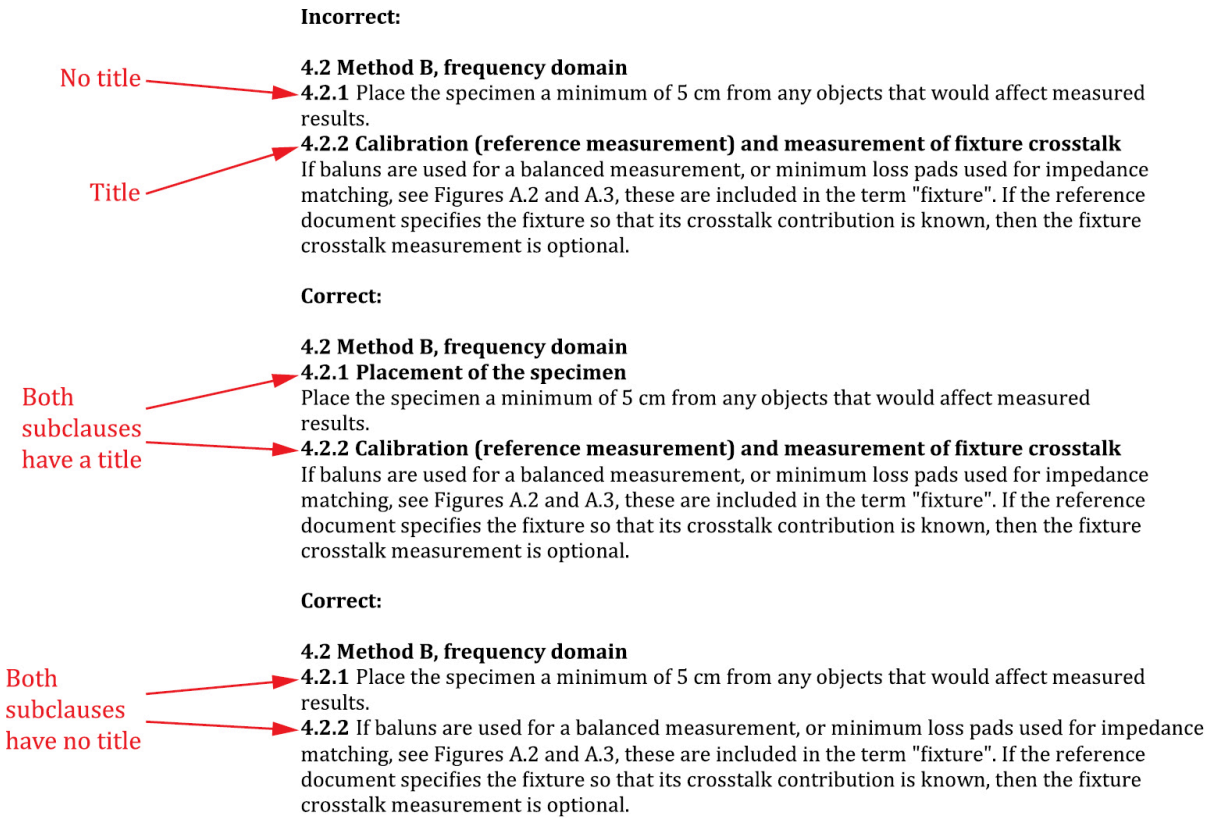 Incorrect:
4.2 Method B, frequency domain
No title
4.2.1 Place the specimen a minimum of 5 cm from any objects that would affect measured
results.
4.2.2 Calibration (reference measurement) and measurement of fixture crosstalk
If baluns are used for a balanced measurement, or minimum loss pads used for impedance
Title
matching, see Figures A.2 and A.3, these are included in the term "fixture". If the reference
document specifies the fixture so that its crosstalk contribution is known, then the fixture
crosstalk measurement is optional.
Correct:
4.2 Method B, frequency domain
4.2.1 Placement of the specimen
Both
subclauses
have a title
Place the specimen a minimum of 5 cm from any objects that would affect measured
results.
4.2.2 Calibration (reference measurement) and measurement of fixture crosstalk
If baluns are used for a balanced measurement, or minimum loss pads used for impedance
matching, see Figures A.2 and A.3, these are included in the term "fixture". If the reference
document specifies the fixture so that its crosstalk contribution is known, then the fixture
crosstalk measurement is optional.
Correct:
4.2 Method B, frequency domain
Both
subclauses
have no title
4.2.1 Place the specimen a minimum of 5 cm from any objects that would affect measured
results.
4.2.2 If baluns are used for a balanced measurement, or minimum loss pads used for impedance
matching, see Figures A.2 and A.3, these are included in the term "fixture". If the reference
document specifies the fixture so that its crosstalk contribution is known, then the fixture
crosstalk measurement is optional.